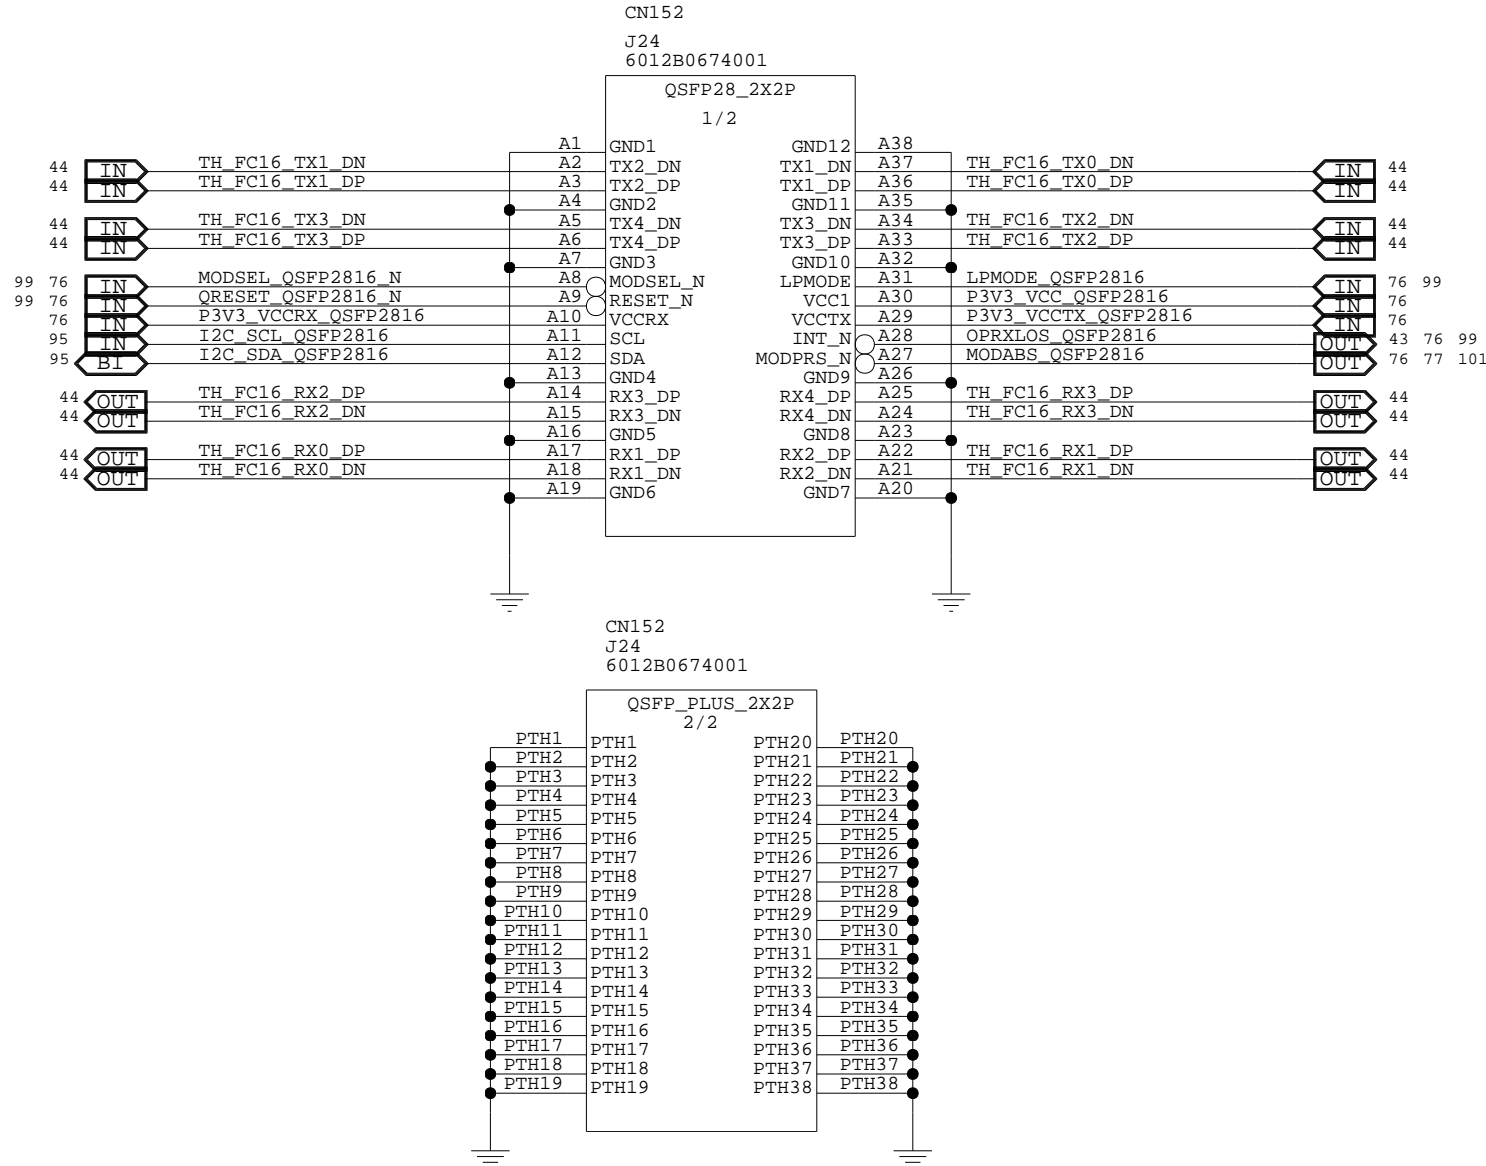 CN152
J24
6012B0674001
QSFP28_2X2P
1/2
A1 GND1 GND12 A38
44 IN TH_FC16_TX1_DN A2 TX2_DN TX1_DN A37 TH_FC16_TX0_DN IN 44
44 IN TH_FC16_TX1_DP A3 TX2_DP TX1_DP A36 TH_FC16_TX0_DP IN 44
A4 GND2 GND11 A35
44 IN TH_FC16_TX3_DN A5 TX4_DN TX3_DN A34 TH_FC16_TX2_DN IN 44
44 IN TH_FC16_TX3_DP A6 TX4_DP TX3_DP A33 TH_FC16_TX2_DP IN 44
A7 GND3 GND10 A32
99 76 IN MODSEL_QSFP2816_N A8 MODSEL_N LPMODE A31 LPMODE_QSFP2816 IN 76 99
99 76 IN QRESET_QSFP2816_N A9 RESET_N VCC1 A30 P3V3_VCC_QSFP2816 IN 76
76 IN P3V3_VCCRX_QSFP2816 A10 VCCRX VCCTX A29 P3V3_VCCTX_QSFP2816 IN 76
95 IN I2C_SCL_QSFP2816 A11 SCL INT_N A28 OPRXLOS_QSFP2816 OUT 43 76 99
95 BI I2C_SDA_QSFP2816 A12 SDA MODPRS_N A27 MODABS_QSFP2816 OUT 76 77 101
A13 GND4 GND9 A26
44 OUT TH_FC16_RX2_DP A14 RX3_DP RX4_DP A25 TH_FC16_RX3_DP OUT 44
44 OUT TH_FC16_RX2_DN A15 RX3_DN RX4_DN A24 TH_FC16_RX3_DN OUT 44
A16 GND5 GND8 A23
44 OUT TH_FC16_RX0_DP A17 RX1_DP RX2_DP A22 TH_FC16_RX1_DP OUT 44
44 OUT TH_FC16_RX0_DN A18 RX1_DN RX2_DN A21 TH_FC16_RX1_DN OUT 44
A19 GND6 GND7 A20
CN152
J24
6012B0674001
QSFP_PLUS_2X2P
2/2
PTH1 PTH1 PTH20 PTH20
PTH2 PTH2 PTH21 PTH21
PTH3 PTH3 PTH22 PTH22
PTH4 PTH4 PTH23 PTH23
PTH5 PTH5 PTH24 PTH24
PTH6 PTH6 PTH25 PTH25
PTH7 PTH7 PTH26 PTH26
PTH8 PTH8 PTH27 PTH27
PTH9 PTH9 PTH28 PTH28
PTH10 PTH10 PTH29 PTH29
PTH11 PTH11 PTH30 PTH30
PTH12 PTH12 PTH31 PTH31
PTH13 PTH13 PTH32 PTH32
PTH14 PTH14 PTH33 PTH33
PTH15 PTH15 PTH34 PTH34
PTH16 PTH16 PTH35 PTH35
PTH17 PTH17 PTH36 PTH36
PTH18 PTH18 PTH37 PTH37
PTH19 PTH19 PTH38 PTH38